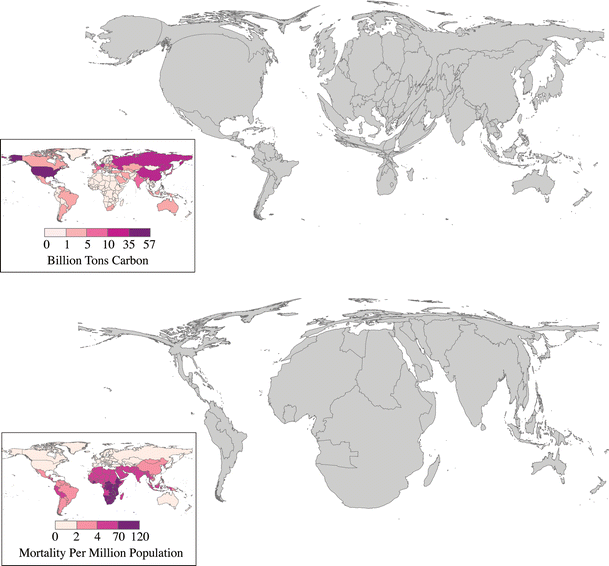 0 1 5 10 35 57
Billion Tons Carbon
0 2 4 70 120
Mortality Per Million Population